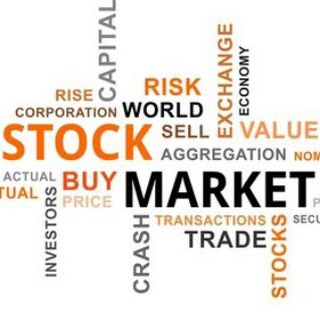 CAPITAL
EXCHANGE
ECONOMY
RISK
RISE
CORPORATION
WORLD
STOCK
SELL
VALUE
AGGREGATION
NOM
ACTUAL
TUAL
BUY
MARKET
PRICE
INVESTORS
CRASH
TRANSACTIONS
SECU
TRADE
STOCKS